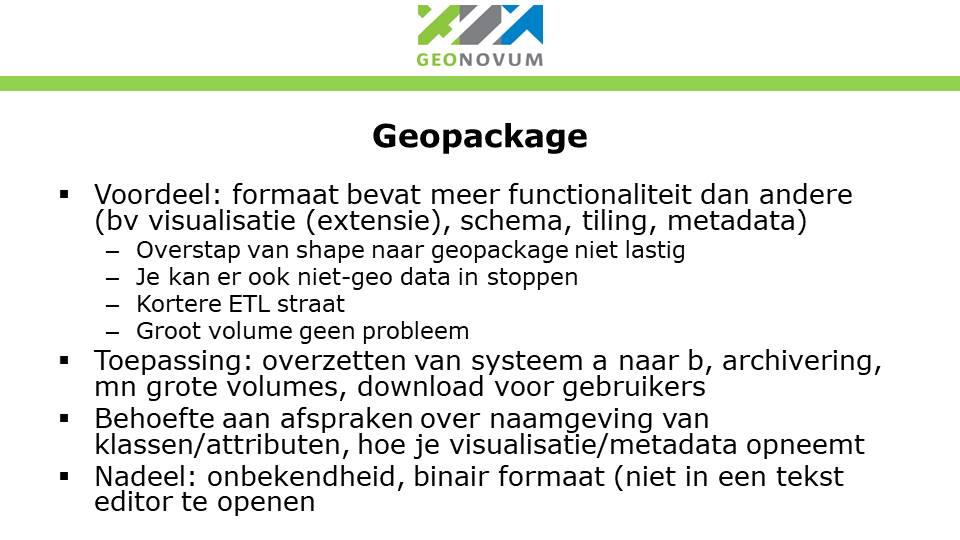 GEONOVUM
Geopackage
▪ Voordeel: formaat bevat meer functionaliteit dan andere
(bv visualisatie (extensie), schema, tiling, metadata)
– Overstap van shape naar geopackage niet lastig
– Je kan er ook niet-geo data in stoppen
– Kortere ETL straat
– Groot volume geen probleem
▪ Toepassing: overzetten van systeem a naar b, archivering,
mn grote volumes, download voor gebruikers
▪ Behoefte aan afspraken over naamgeving van
klassen/attributen, hoe je visualisatie/metadata opneemt
▪ Nadeel: onbekendheid, binair formaat (niet in een tekst
editor te openen